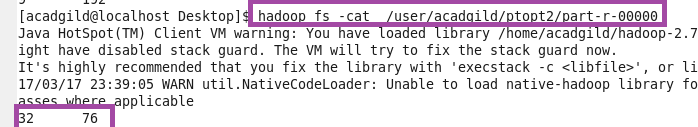 [acadgild@localhost Desktop]$ hadoop fs -cat /user/acadgild/ptopt2/part-r-00000
Java HotSpot(TM) Client VM warning: You have loaded library /home/acadgild/hadoop-2.7
ight have disabled stack guard. The VM will try to fix the stack guard now.
It's highly recommended that you fix the library with 'execstack -c <libfile>', or li
17/03/17 23:39:05 WARN util.NativeCodeLoader: Unable to load native-hadoop library fo
asses where applicable
32 76